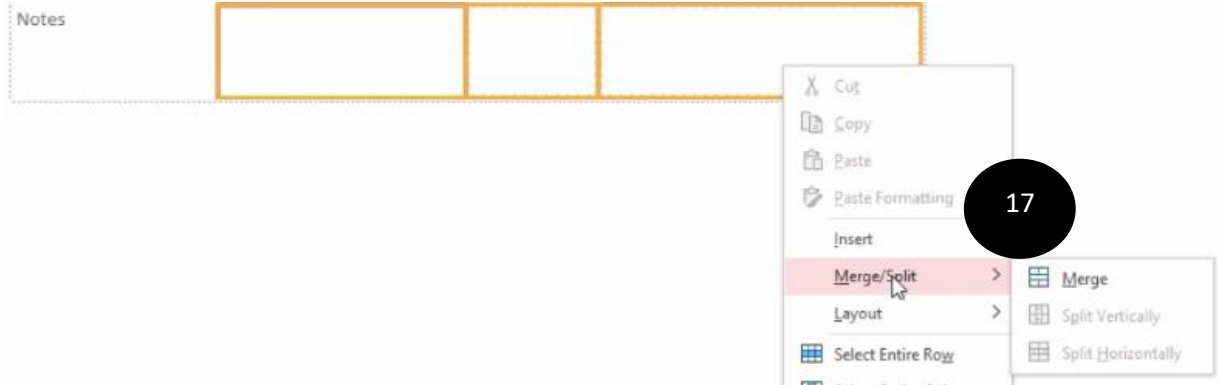 Notes
Cut
Copy
Paste
Paste Formatting
17
Insert
Merge/Split
Merge
Layout
Split Vertically
Select Entire Row
Split Horizontally